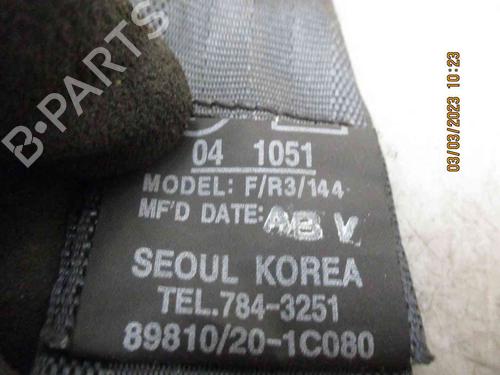 04 1051
MODEL: F/R3/144
MF'D DATE: ABV
SEOUL KOREA
TEL.784-3251
89810/20-1C080
B·PARTS
03/03/2023 10:23